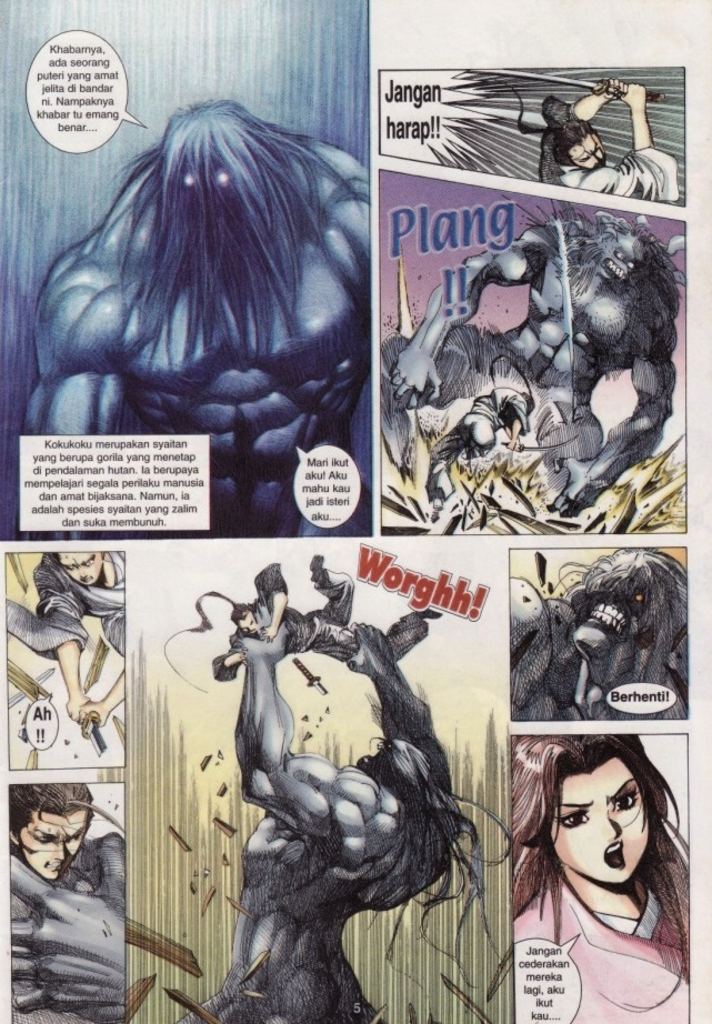 Khabarnya,
ada seorang
puteri yang amat
jelita di bandar
ni. Nampaknya
khabar tu emang
benar....
Kokukoku merupakan syaitan
yang berupa gorila yang menetap
di pendalaman hutan. Ia berupaya
mempelajari segala perilaku manusia
dan amat bijaksana. Namun, ia
adalah spesies syaitan yang zalim
dan suka membunuh.
Mari ikut
aku! Aku
mahu kau
jadi isteri
aku....
Jangan
harap!!
Plang
!!
Ah
!!
Worghh!
Berhenti!
Jangan
cederakan
mereka
lagi, aku
ikut
kau....
5